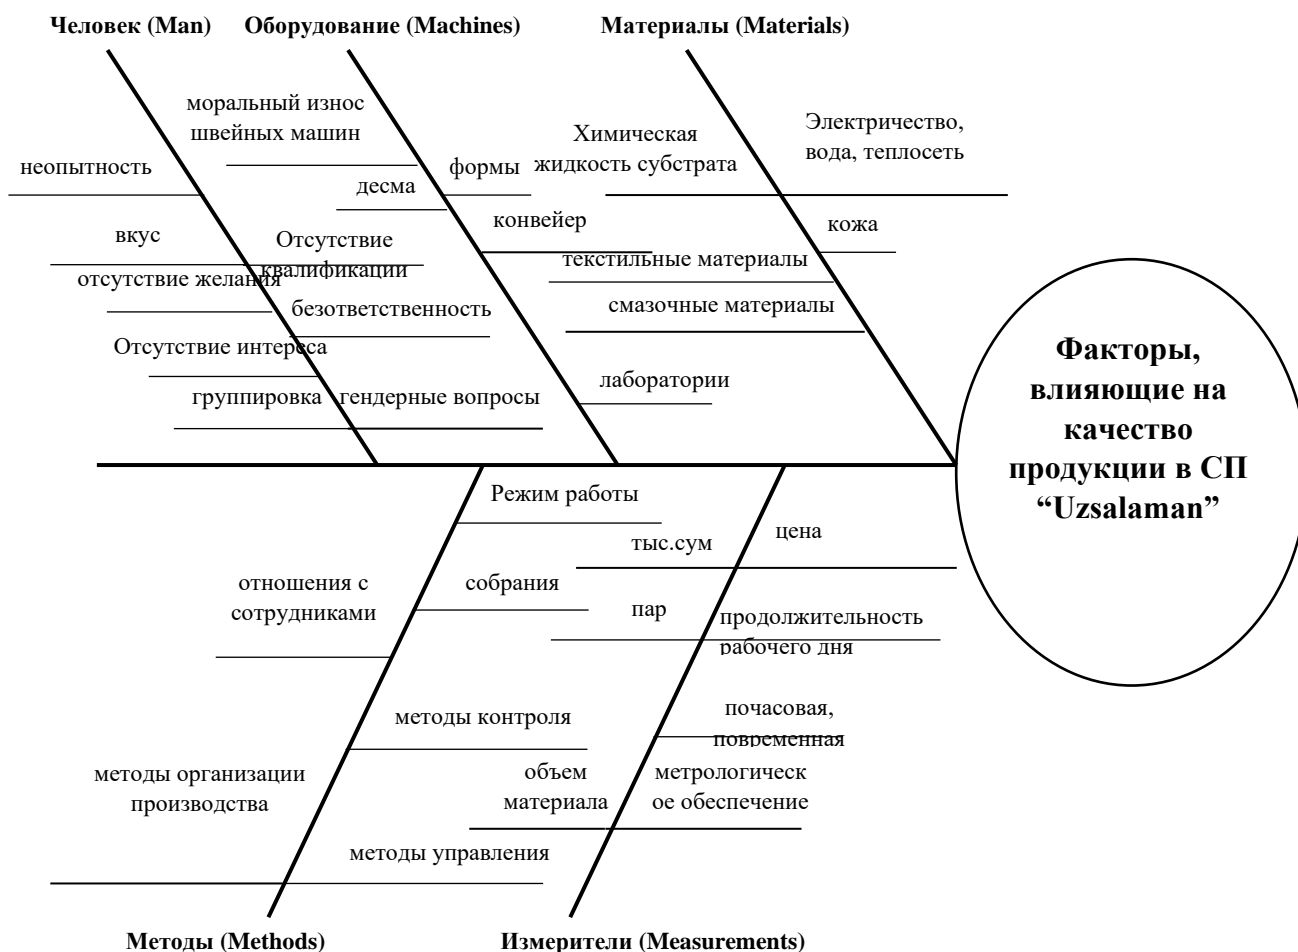 Человек (Man)
Оборудование (Machines)
Материалы (Materials)
моральный износ
швейных машин
неопытность
десма
формы
Химическая
жидкость субстрата
Электричество,
вода, теплосеть
вкус
Отсутствие
квалификации
конвейер
кожа
отсутствие желания
безответственность
текстильные материалы
смазочные материалы
Отсутствие интереса
группировка
гендерные вопросы
лаборатории
Факторы,
влияющие на
качество
продукции в СП
“Uzsalaman”
Режим работы
тыс.сум
цена
отношения с
сотрудниками
собрания
пар
продолжительность
рабочего дня
методы контроля
почасовая,
повременная
методы организации
производства
объем
материала
метрологическ
ое обеспечение
методы управления
Методы (Methods)
Измерители (Measurements)